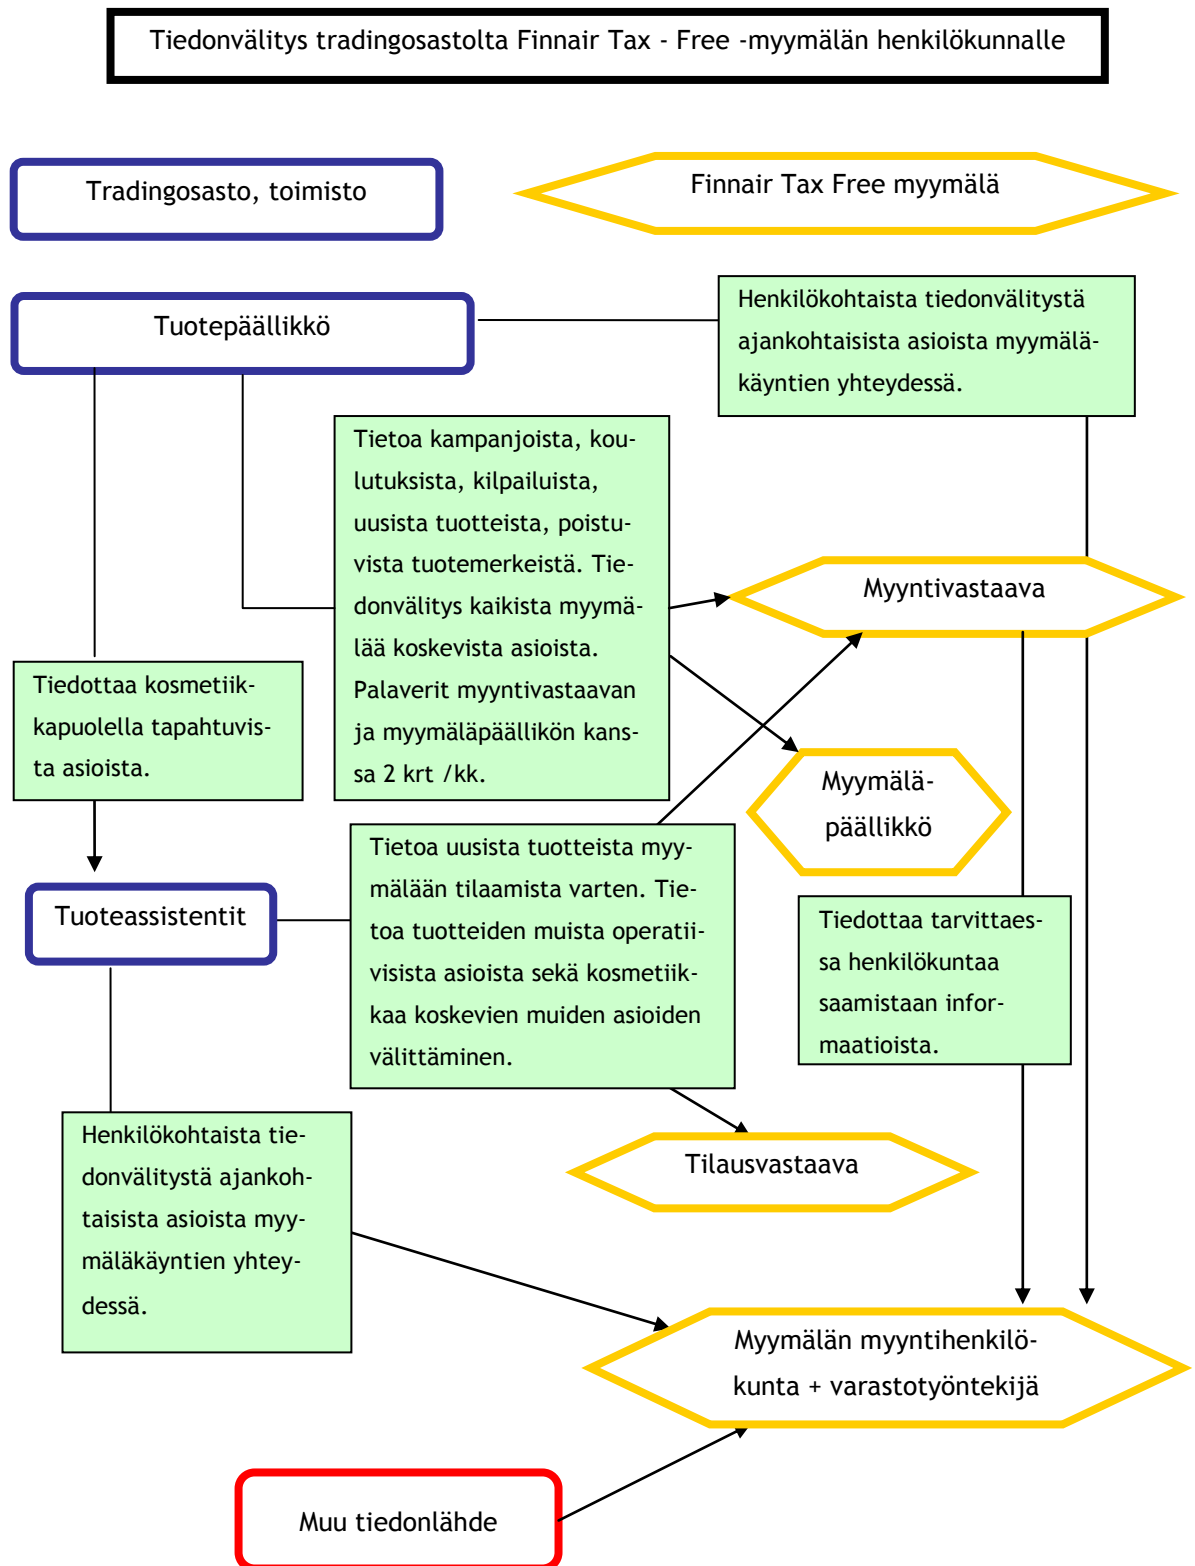 Tiedonvälitys tradingosastolta Finnair Tax - Free -myymälän henkilökunnalle
Tradingosasto, toimisto
Finnair Tax Free myymälä
Tuotepäällikkö
Henkilökohtaista tiedonvälitystä
ajankohtaisista asioista myymälä-
käyntien yhteydessä.
Tietoa kampanjoista, kou-
lutuksista, kilpailuista,
uusista tuotteista, poistu-
vista tuotemerkeistä. Tie-
donvälitys kaikista myymä-
lää koskevista asioista.
Palaverit myyntivastaavan
ja myymäläpäällikön kans-
sa 2 krt /kk.
Myyntivastaava
Tiedottaa kosmetiik-
kapuolella tapahtuvis-
ta asioista.
Myymälä-
päällikkö
Tuoteassistentit
Tietoa uusista tuotteista myy-
mälään tilaamista varten. Tie-
toa tuotteiden muista operatii-
visista asioista sekä kosmetiik-
kaa koskevien muiden asioiden
välittäminen.
Tiedottaa tarvittaes-
sa henkilökuntaa
saamistaan infor-
maatioista.
Henkilökohtaista tie-
donvälitystä ajankoh-
taisista asioista myy-
mäläkäyntien yhtey-
dessä.
Tilausvastaava
Myymälän myyntihenkilö-
kunta + varastotyöntekijä
Muu tiedonlähde